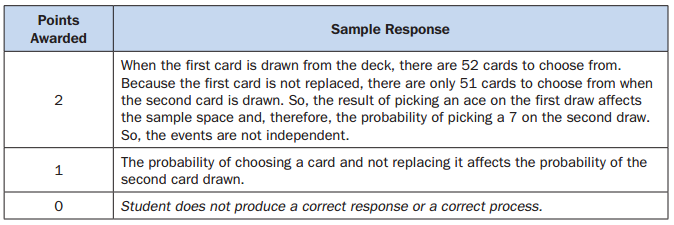 Points
Awarded
Sample Response
2
When the first card is drawn from the deck, there are 52 cards to choose from.
Because the first card is not replaced, there are only 51 cards to choose from when
the second card is drawn. So, the result of picking an ace on the first draw affects
the sample space and, therefore, the probability of picking a 7 on the second draw.
So, the events are not independent.
1
The probability of choosing a card and not replacing it affects the probability of the
second card drawn.
0
Student does not produce a correct response or a correct process.